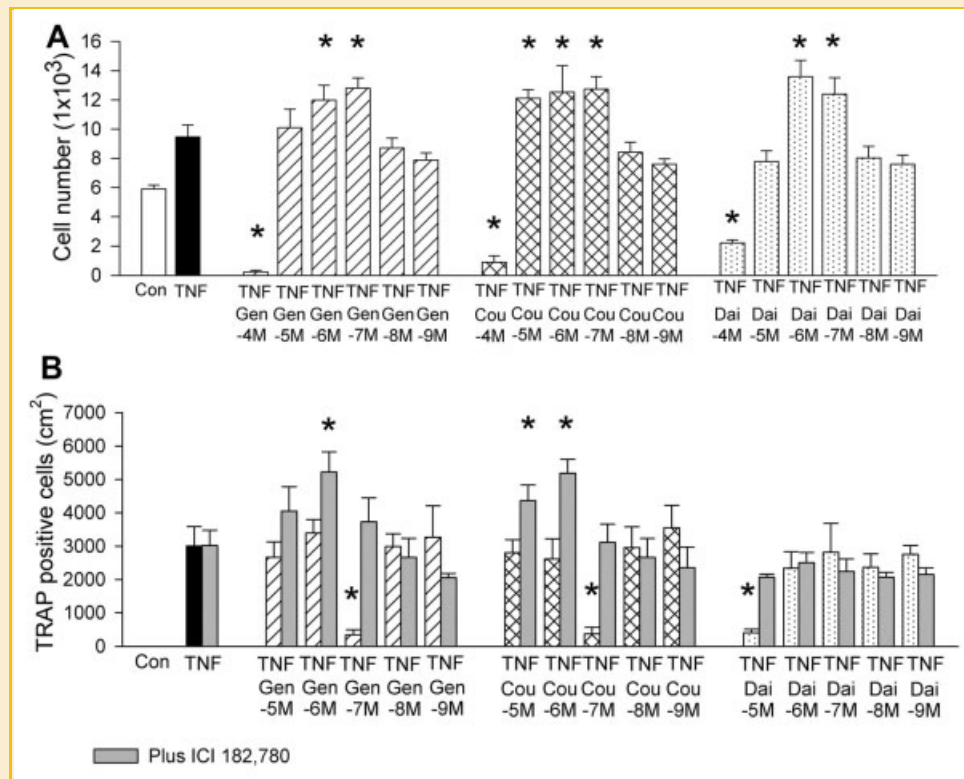 A
Cell number (1x10³)
16
14
12
10
8
6
4
2
0
* * * * * * * * * *
Con TNF TNF TNF TNF TNF TNF TNF TNF TNF TNF TNF TNF TNF TNF TNF TNF TNF TNF TNF
Gen Gen Gen Gen Gen Gen Cou Cou Cou Cou Cou Cou Dai Dai Dai Dai Dai Dai
-4M -5M -6M -7M -8M -9M -4M -5M -6M -7M -8M -9M -4M -5M -6M -7M -8M -9M
B
TRAP positive cells (cm²)
7000
6000
5000
4000
3000
2000
1000
0
* * * * * *
Con TNF TNF TNF TNF TNF TNF TNF TNF TNF TNF TNF TNF TNF TNF TNF TNF
Gen Gen Gen Gen Gen Cou Cou Cou Cou Cou Dai Dai Dai Dai Dai
-5M -6M -7M -8M -9M -5M -6M -7M -8M -9M -5M -6M -7M -8M -9M
Plus ICI 182,780